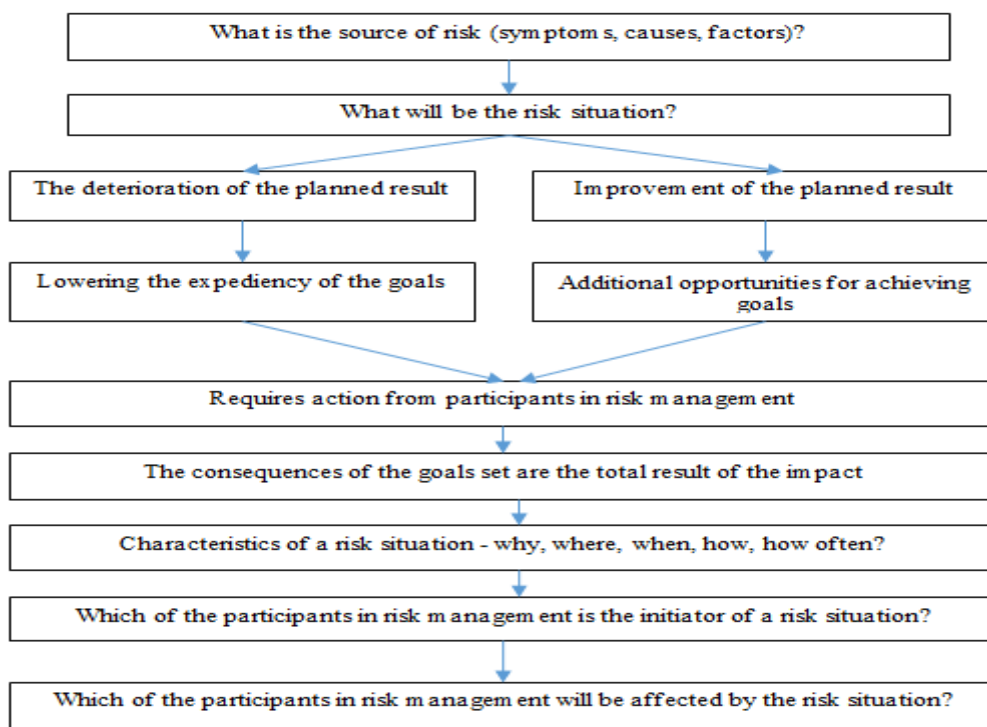 What is the source of risk (symptoms, causes, factors)?
What will be the risk situation?
The deterioration of the planned result
Improvement of the planned result
Lowering the expediency of the goals
Additional opportunities for achieving
goals
Requires action from participants in risk management
The consequences of the goals set are the total result of the impact
Characteristics of a risk situation - why, where, when, how, how often?
Which of the participants in risk management is the initiator of a risk situation?
Which of the participants in risk management will be affected by the risk situation?